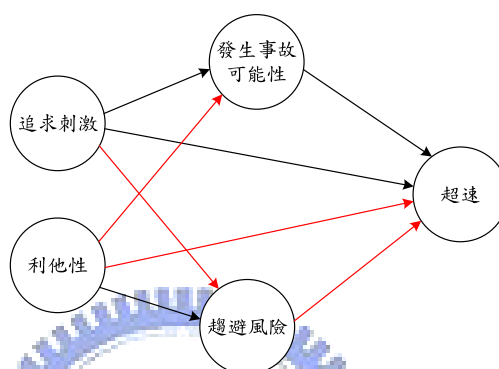 發生事故
可能性
追求刺激
超速
利他性
趨避風險